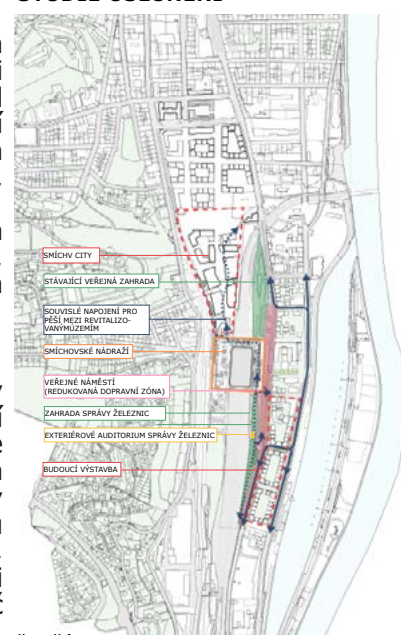 SMÍCHV CITY
STÁVAJÍCÍ VEŘEJNÁ ZAHRADA
SOUVISLÉ NAPOJENÍ PRO
PĚŠÍ MEZI REVITALIZO-
VANÝMÚZEMÍM
SMÍCHOVSKÉ NÁDRAŽÍ
VEŘEJNÉ NÁMĚSTÍ
(REDUKOVANÁ DOPRAVNÍ ZÓNA)
ZAHRADA SPRÁVY ŽELEZNIC
EXTERIÉROVÉ AUDITORIUM SPRÁVY ŽELEZNIC
BUDOUCÍ VÝSTAVBA